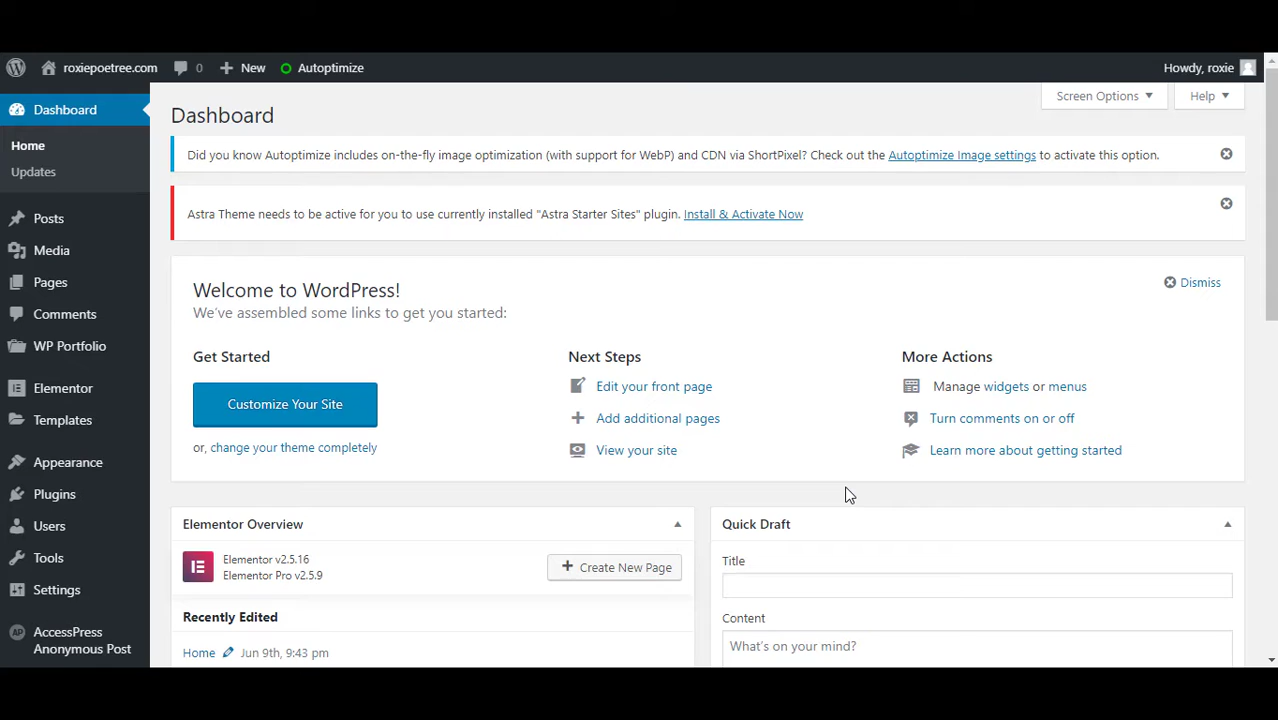 roxiepoetree.com
0
New
Autoptimize
Howdy, roxie
Dashboard
Home
Updates
Posts
Media
Pages
Comments
WP Portfolio
Elementor
Templates
Appearance
Plugins
Users
Tools
Settings
AccessPress
Anonymous Post
Screen Options
Help
Dashboard
Did you know Autoptimize includes on-the-fly image optimization (with support for WebP) and CDN via ShortPixel? Check out the Autoptimize Image settings to activate this option.
Astra Theme needs to be active for you to use currently installed "Astra Starter Sites" plugin. Install & Activate Now
Welcome to WordPress!
Dismiss
We've assembled some links to get you started:
Get Started
Customize Your Site
or, change your theme completely
Next Steps
Edit your front page
Add additional pages
View your site
More Actions
Manage widgets or menus
Turn comments on or off
Learn more about getting started
Elementor Overview
Elementor v2.5.16
Elementor Pro v2.5.9
Create New Page
Recently Edited
Home Jun 9th, 9:43 pm
Quick Draft
Title
Content
What's on your mind?